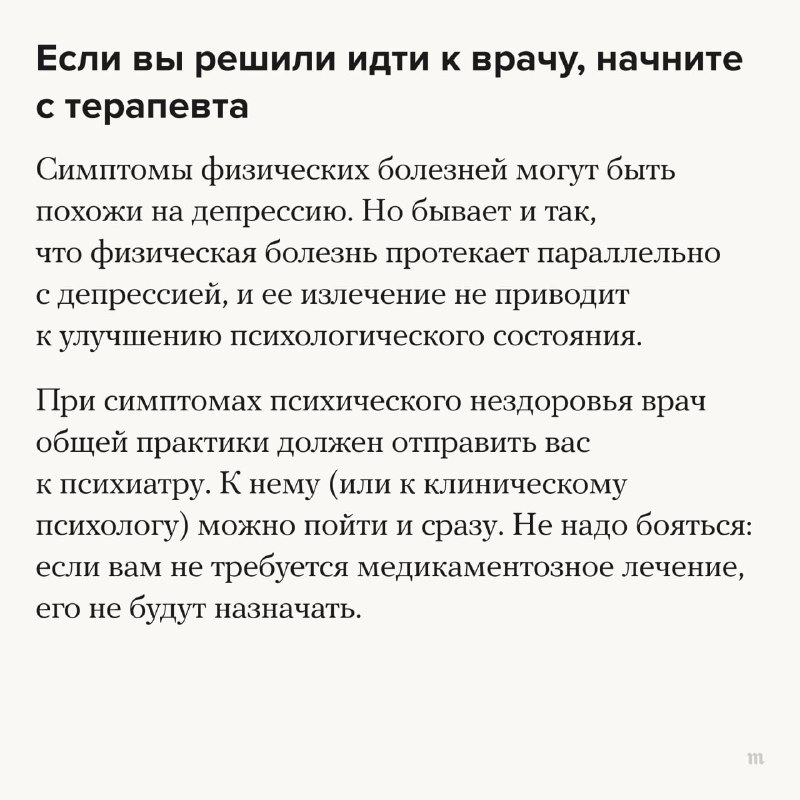 Если вы решили идти к врачу, начните
с терапевта
Симптомы физических болезней могут быть
похожи на депрессию. Но бывает и так,
что физическая болезнь протекает параллельно
с депрессией, и ее излечение не приводит
к улучшению психологического состояния.
При симптомах психического нездоровья врач
общей практики должен отправить вас
к психиатру. К нему (или к клиническому
психологу) можно пойти и сразу. Не надо бояться:
если вам не требуется медикаментозное лечение,
его не будут назначать.
m